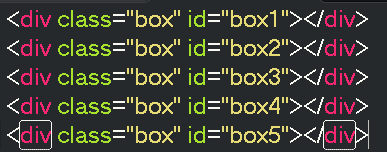 <div class="box" id="box1"></div>
<div class="box" id="box2"></div>
<div class="box" id="box3"></div>
<div class="box" id="box4"></div>
<div class="box" id="box5"></div>